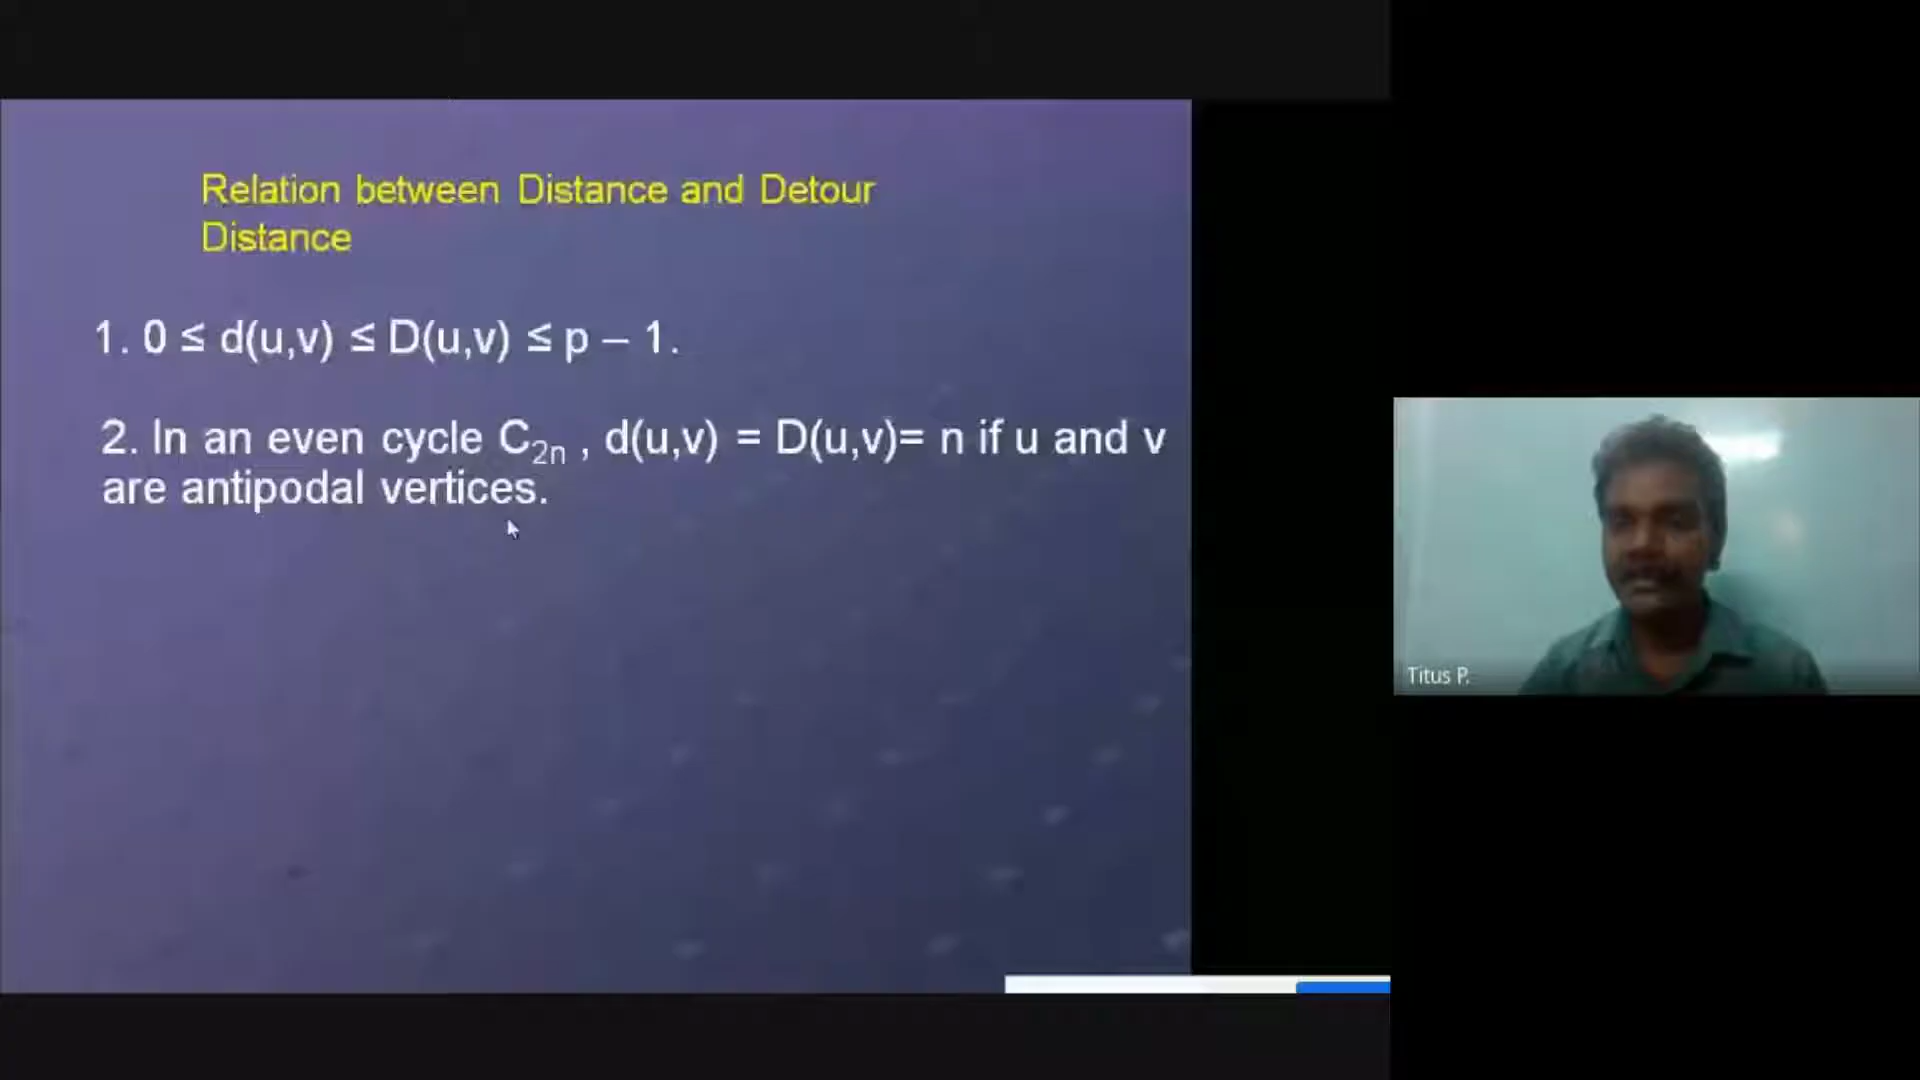 Relation between Distance and Detour
Distance
1. 0 ≤ d(u,v) ≤ D(u,v) ≤ p – 1.
2. In an even cycle C₂ₙ , d(u,v) = D(u,v)= n if u and v
are antipodal vertices.
Titus P.